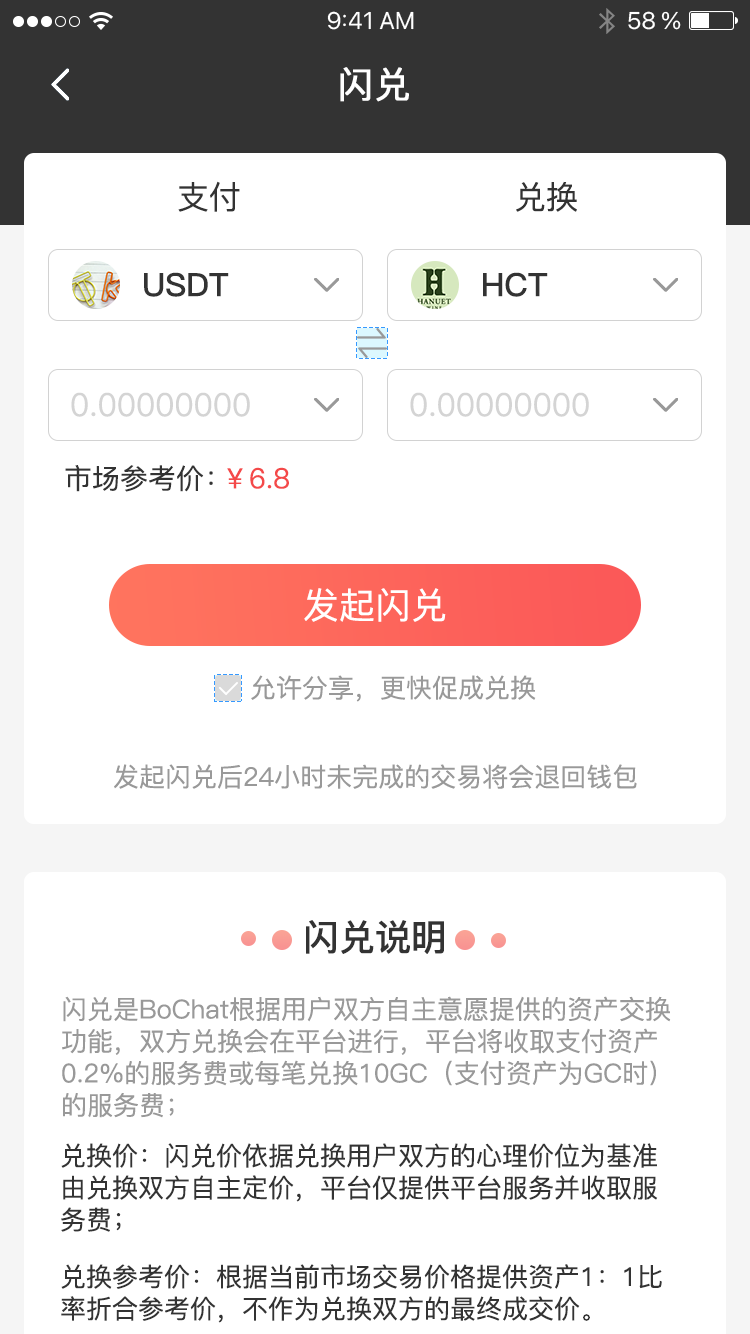 9:41 AM
58 %
闪兑
支付
兑换
USDT
HCT
HANUET
0.00000000
0.00000000
市场参考价：￥6.8
发起闪兑
允许分享，更快促成兑换
发起闪兑后24小时未完成的交易将会退回钱包
闪兑说明
闪兑是BoChat根据用户双方自主意愿提供的资产交换
功能，双方兑换会在平台进行，平台将收取支付资产
0.2%的服务费或每笔兑换10GC（支付资产为GC时）
的服务费；
兑换价：闪兑价依据兑换用户双方的心理价位为基准
由兑换双方自主定价，平台仅提供平台服务并收取服
务费；
兑换参考价：根据当前市场交易价格提供资产1：1比
率折合参考价，不作为兑换双方的最终成交价。